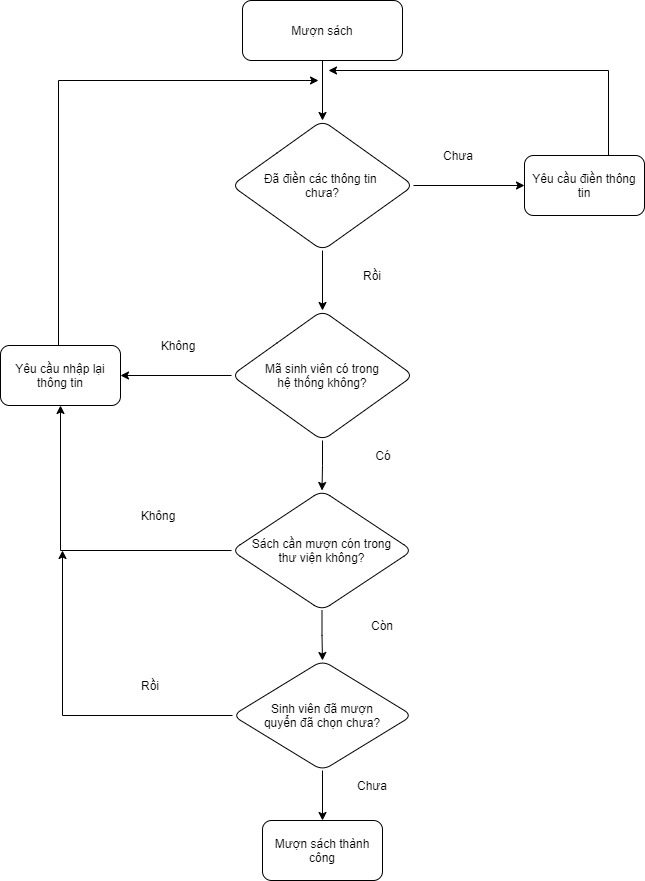 Mượn sách
Chưa
Đã điền các thông tin
chưa?
Yêu cầu điền thông
tin
Rồi
Không
Mã sinh viên có trong
hệ thống không?
Yêu cầu nhập lại
thông tin
Có
Không
Sách cần mượn cón trong
thư viện không?
Còn
Rồi
Sinh viên đã mượn
quyển đã chọn chưa?
Chưa
Mượn sách thành
công